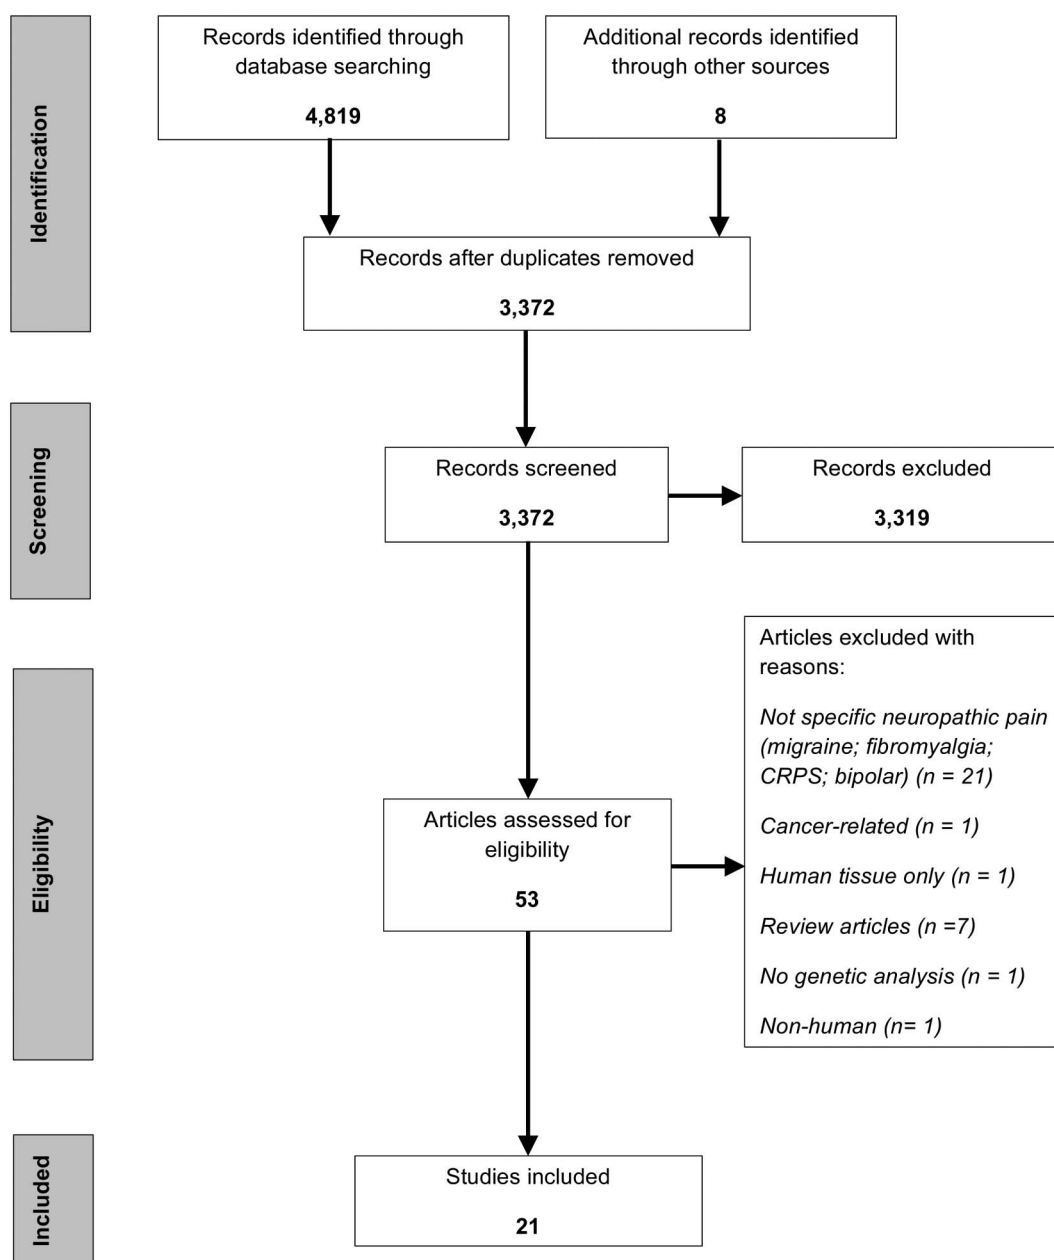 Identification
Records identified through
database searching
4,819
Additional records identified
through other sources
8
Records after duplicates removed
3,372
Screening
Records screened
3,372
Records excluded
3,319
Eligibility
Articles assessed for
eligibility
53
Articles excluded with
reasons:
Not specific neuropathic pain
(migraine; fibromyalgia;
CRPS; bipolar) (n = 21)
Cancer-related (n = 1)
Human tissue only (n = 1)
Review articles (n =7)
No genetic analysis (n = 1)
Non-human (n= 1)
Included
Studies included
21